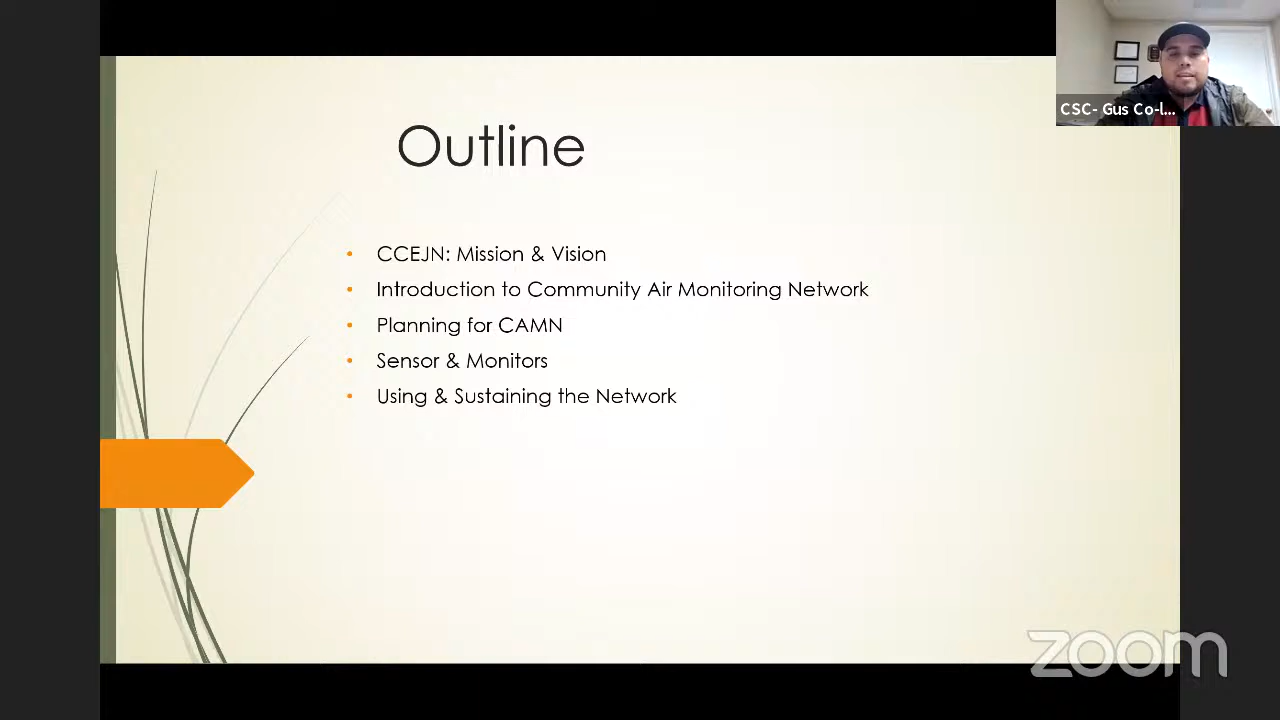 CSC- Gus Co-l...
Outline
• CCEJN: Mission & Vision
• Introduction to Community Air Monitoring Network
• Planning for CAMN
• Sensor & Monitors
• Using & Sustaining the Network
zoom